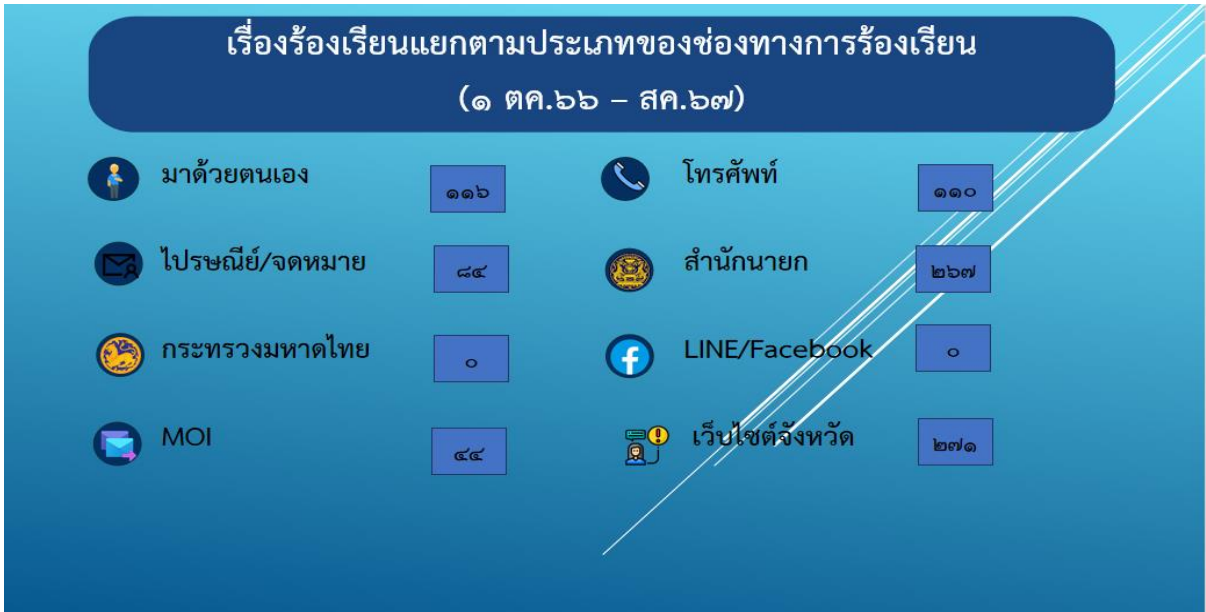 เรื่องร้องเรียนแยกตามประเภทของช่องทางการร้องเรียน
(๑ ตค.๖๖ – สค.๖๗)
มาด้วยตนเอง
๑๑๖
โทรศัพท์
๑๑๐
ไปรษณีย์/จดหมาย
๘๔
สำนักนายก
๒๖๗
กระทรวงมหาดไทย
๐
LINE/Facebook
๐
MOI
๔๔
เว็บไซต์จังหวัด
๒๗๑